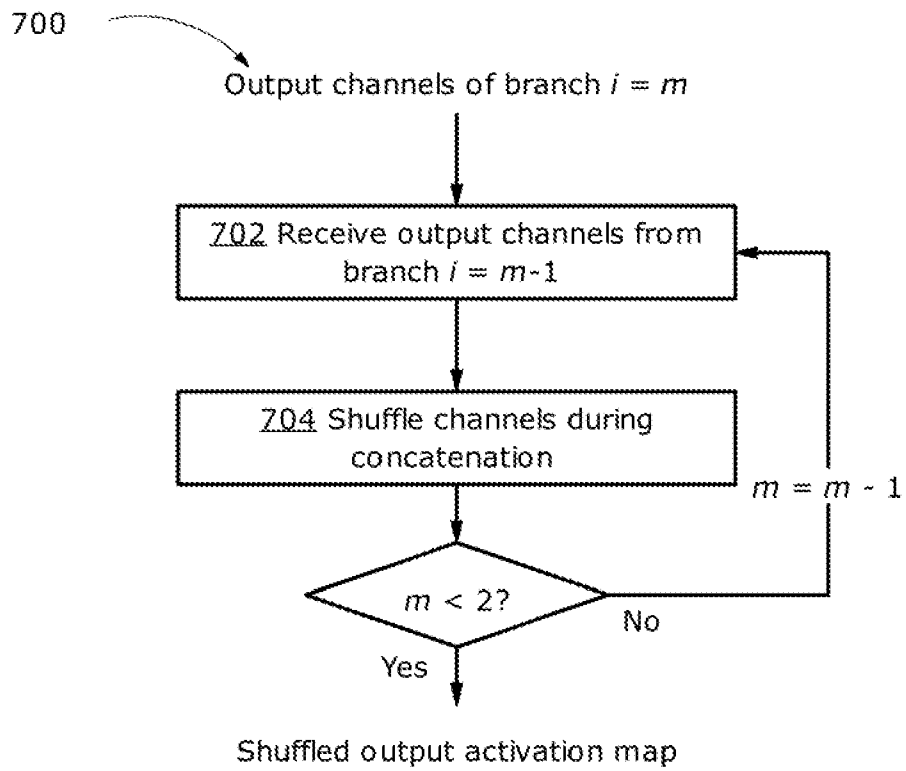 700
Output channels of branch i = m
702 Receive output channels from
branch i = m-1
704 Shuffle channels during
concatenation
m = m - 1
m < 2?
No
Yes
Shuffled output activation map